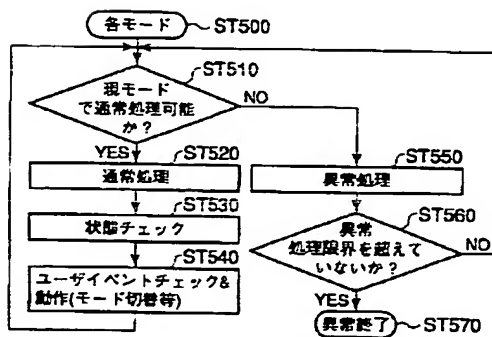 各モード
ST500
ST510
現モード
で通常処理可能
か？
NO
YES
ST520
通常処理
ST550
異常処理
ST530
状態チェック
ST560
異常
処理限界を超えて
いないか？
NO
ST540
ユーザイベントチェック&
動作(モード切替等)
YES
異常終了
ST570